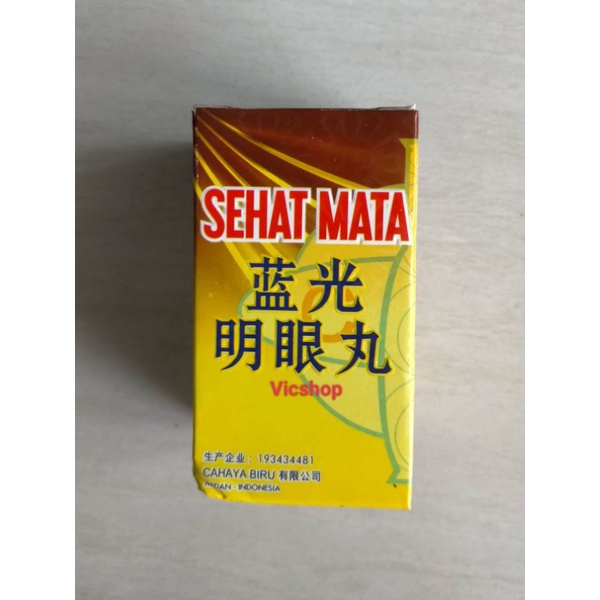 SEHAT MATA
蓝光
明眼丸
Vicshop
生产企业：193434481
CAHAYA BIRU 有限公司
INDONESIA